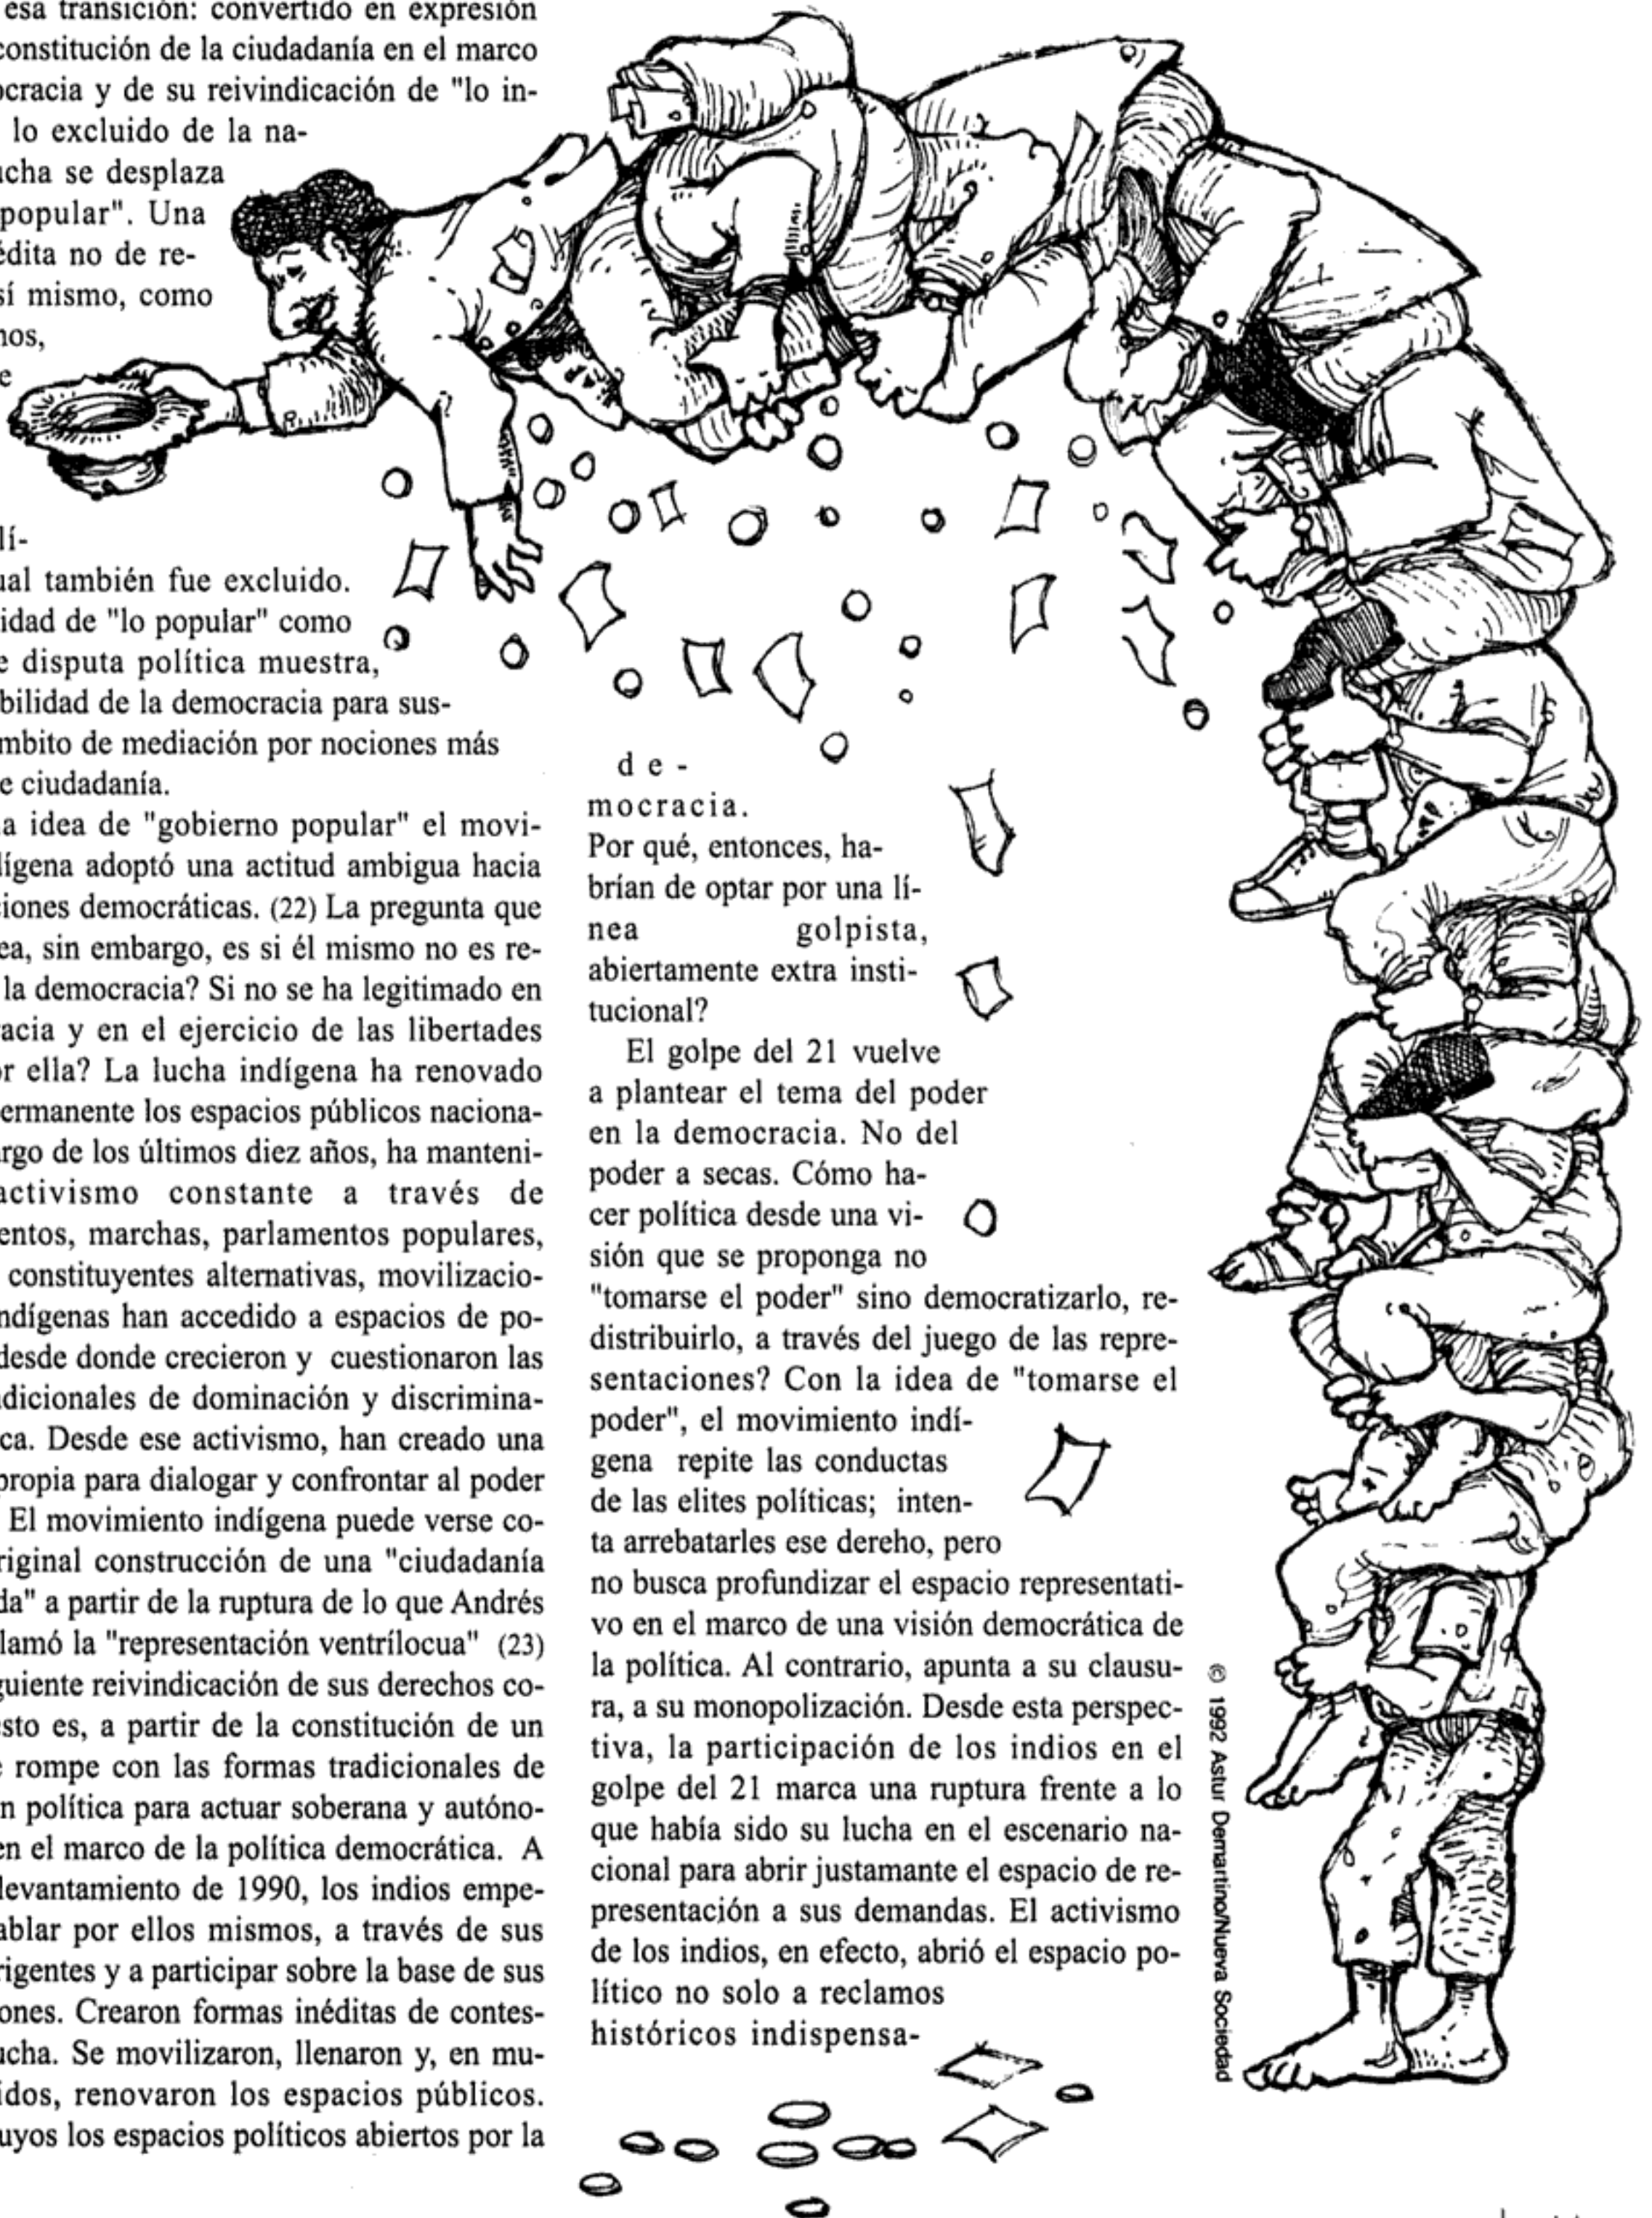 esa transición: convertido en expresión
constitución de la ciudadanía en el marco
ocracia y de su reivindicación de "lo in-
lo excluido de la na-
ucha se desplaza
popular". Una
édita no de re-
sí mismo, como
nos,
e
lí-
ual también fue excluido.
idad de "lo popular" como
e disputa política muestra,
bilidad de la democracia para sus-
mbito de mediación por nociones más
e ciudadanía.
a idea de "gobierno popular" el movi-
lígena adoptó una actitud ambigua hacia
ciones democráticas. (22) La pregunta que
ea, sin embargo, es si él mismo no es re-
la democracia? Si no se ha legitimado en
acia y en el ejercicio de las libertades
or ella? La lucha indígena ha renovado
ermanente los espacios públicos naciona-
argo de los últimos diez años, ha manteni-
activismo constante a través de
entos, marchas, parlamentos populares,
constituyentes alternativas, movilizacio-
ndígenas han accedido a espacios de po-
desde donde crecieron y cuestionaron las
adicionales de dominación y discrimina-
ca. Desde ese activismo, han creado una
propia para dialogar y confrontar al poder
El movimiento indígena puede verse co-
riginal construcción de una "ciudadanía
da" a partir de la ruptura de lo que Andrés
lamó la "representación ventrílocua" (23)
guiente reivindicación de sus derechos co-
sto es, a partir de la constitución de un
e rompe con las formas tradicionales de
n política para actuar soberana y autóno-
en el marco de la política democrática. A
levantamiento de 1990, los indios empe-
ablar por ellos mismos, a través de sus
rigentes y a participar sobre la base de sus
ones. Crearon formas inéditas de contes-
ucha. Se movilizaron, llenaron y, en mu-
idos, renovaron los espacios públicos.
uyos los espacios políticos abiertos por la
de-
mocracia.
Por qué, entonces, ha-
brían de optar por una lí-
nea golpista,
abiertamente extra insti-
tucional?
El golpe del 21 vuelve
a plantear el tema del poder
en la democracia. No del
poder a secas. Cómo ha-
cer política desde una vi-
sión que se proponga no
"tomarse el poder" sino democratizarlo, re-
distribuirlo, a través del juego de las repre-
sentaciones? Con la idea de "tomarse el
poder", el movimiento indí-
gena repite las conductas
de las elites políticas; inten-
ta arrebatarles ese dereho, pero
no busca profundizar el espacio representati-
vo en el marco de una visión democrática de
la política. Al contrario, apunta a su clausu-
ra, a su monopolización. Desde esta perspec-
tiva, la participación de los indios en el
golpe del 21 marca una ruptura frente a lo
que había sido su lucha en el escenario na-
cional para abrir justamante el espacio de re-
presentación a sus demandas. El activismo
de los indios, en efecto, abrió el espacio po-
lítico no solo a reclamos
históricos indispensa-
© 1992 Astur Demartino/Nueva Sociedad